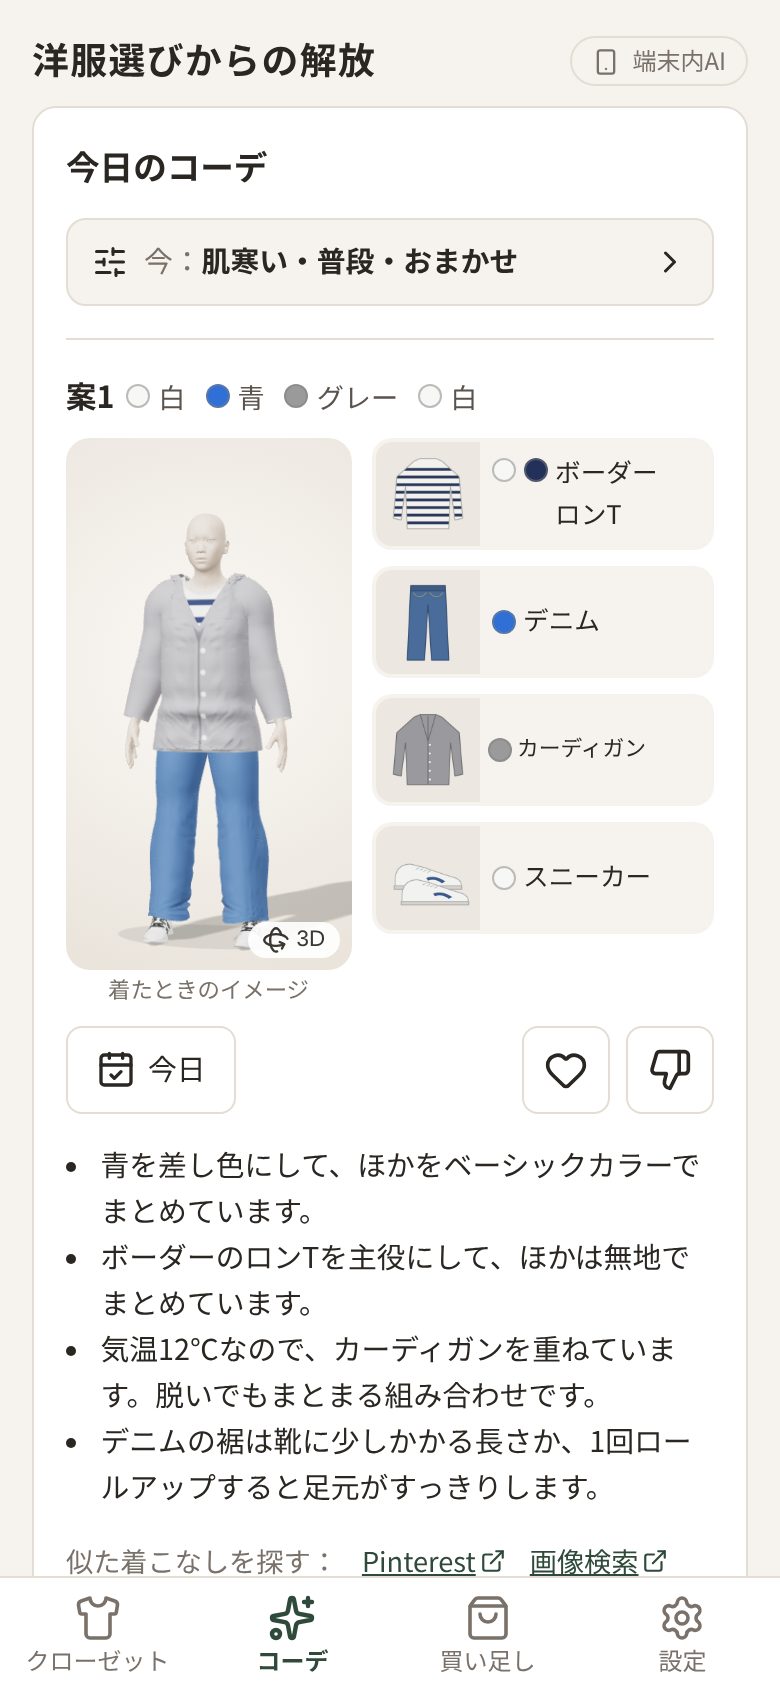 洋服選びからの解放
端末内AI
今日のコーデ
今：肌寒い・普段・おまかせ
案1 白 青 グレー 白
ボーダー
ロンT
デニム
カーディガン
スニーカー
3D
着たときのイメージ
今日
• 青を差し色にして、ほかをベーシックカラーで
まとめています。
• ボーダーのロンTを主役にして、ほかは無地で
まとめています。
• 気温12℃なので、カーディガンを重ねていま
す。脱いでもまとまる組み合わせです。
• デニムの裾は靴に少しかかる長さか、1回ロー
ルアップすると足元がすっきりします。
似た着こなしを探す： Pinterest 画像検索
クローゼット コーデ 買い足し 設定